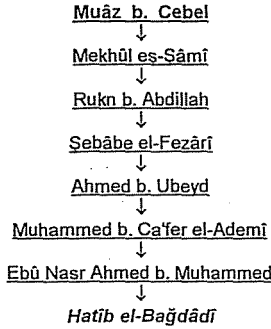 Muâz b. Cebel
↓
Mekhûl eş-Şâmî
↓
Rukn b. Abdillah
↓
Şebâbe el-Fezârî
↓
Ahmed b. Ubeyd
↓
Muhammed b. Ca'fer el-Ademî
↓
Ebû Nasr Ahmed b. Muhammed
↓
Hatîb el-Bağdâdî